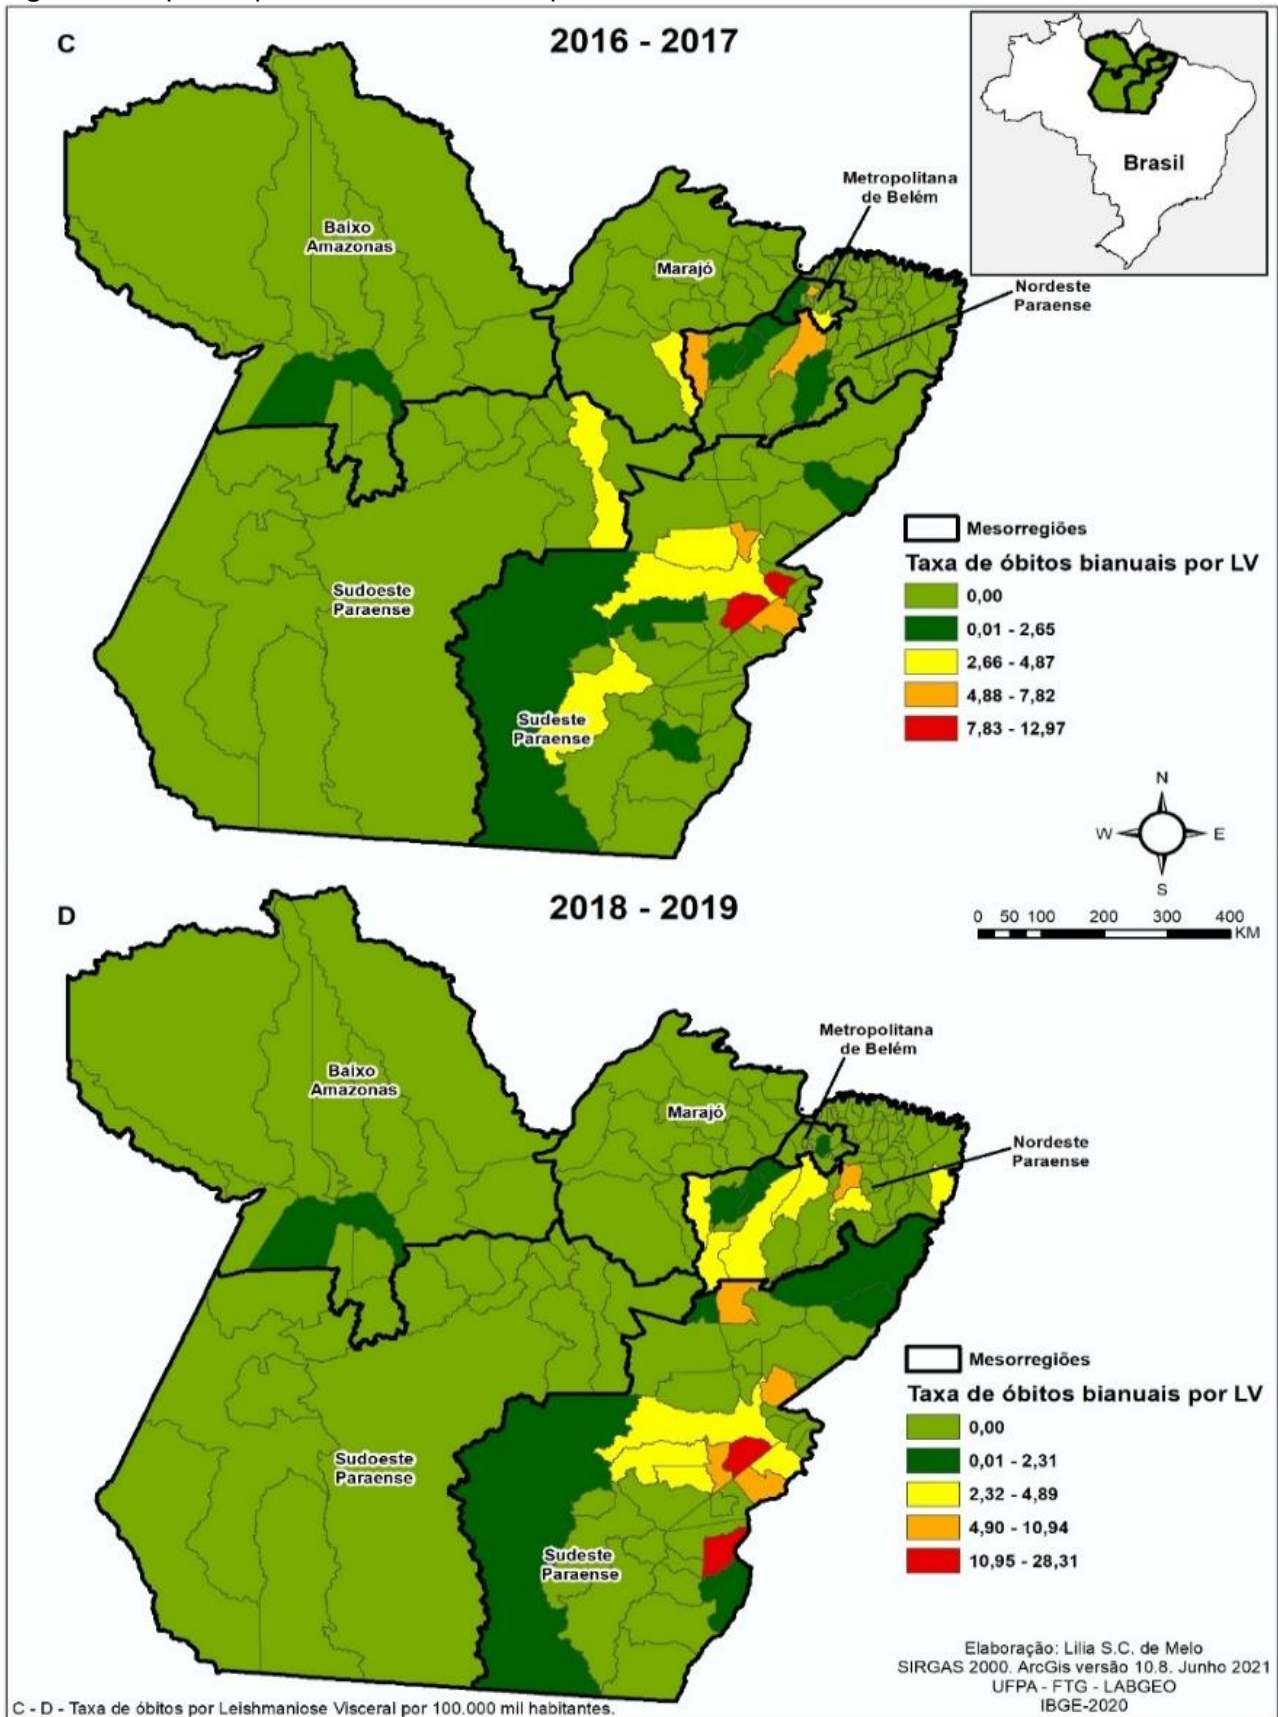 C
2016 - 2017
Brasil
Metropolitana
de Belém
Baixo
Amazonas
Marajó
Nordeste
Paraense
Sudoeste
Paraense
Sudeste
Paraense
Mesorregiões
Taxa de óbitos bianuais por LV
0,00
0,01 - 2,65
2,66 - 4,87
4,88 - 7,82
7,83 - 12,97
N
W E
S
0 50 100 200 300 400
KM
D
2018 - 2019
Metropolitana
de Belém
Baixo
Amazonas
Marajó
Nordeste
Paraense
Sudoeste
Paraense
Sudeste
Paraense
Mesorregiões
Taxa de óbitos bianuais por LV
0,00
0,01 - 2,31
2,32 - 4,89
4,90 - 10,94
10,95 - 28,31
Elaboração: Lilia S.C. de Melo
SIRGAS 2000. ArcGis versão 10.8. Junho 2021
UFPA - FTG - LABGEO
IBGE-2020
C - D - Taxa de óbitos por Leishmaniose Visceral por 100.000 mil habitantes.